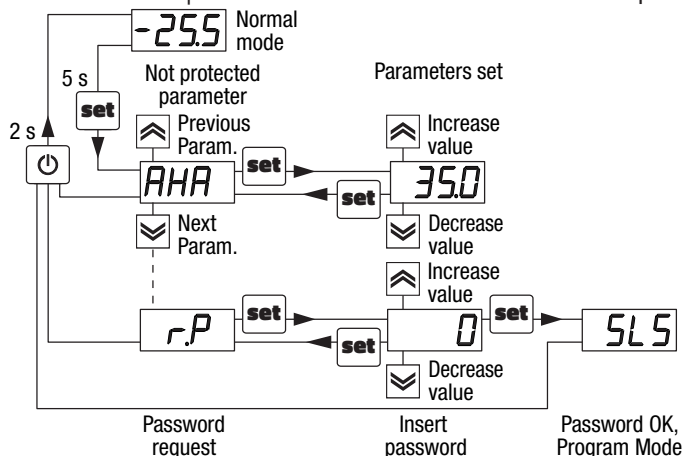 -25.5
Normal
mode
5 s
set
Not protected
parameter
Parameters set
2 s
Previous
Param.
Increase
value
AHA
set
set
35.0
Next
Param.
Decrease
value
Increase
value
r.P
set
set
0
set
SLS
Decrease
value
Password
request
Insert
password
Password OK,
Program Mode